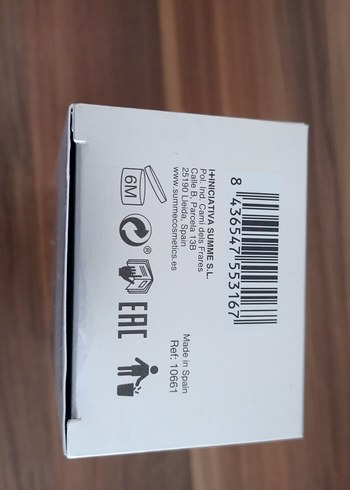 8 436547 553167
I+INICIATIVA SUMME S.L.
Pol. Ind. Camí dels Frares
Calle B, Parcela 13B
25190 Lleida, Spain
www.summecosmetics.es
6M
®
EAC
Made in Spain
Ref: 10661